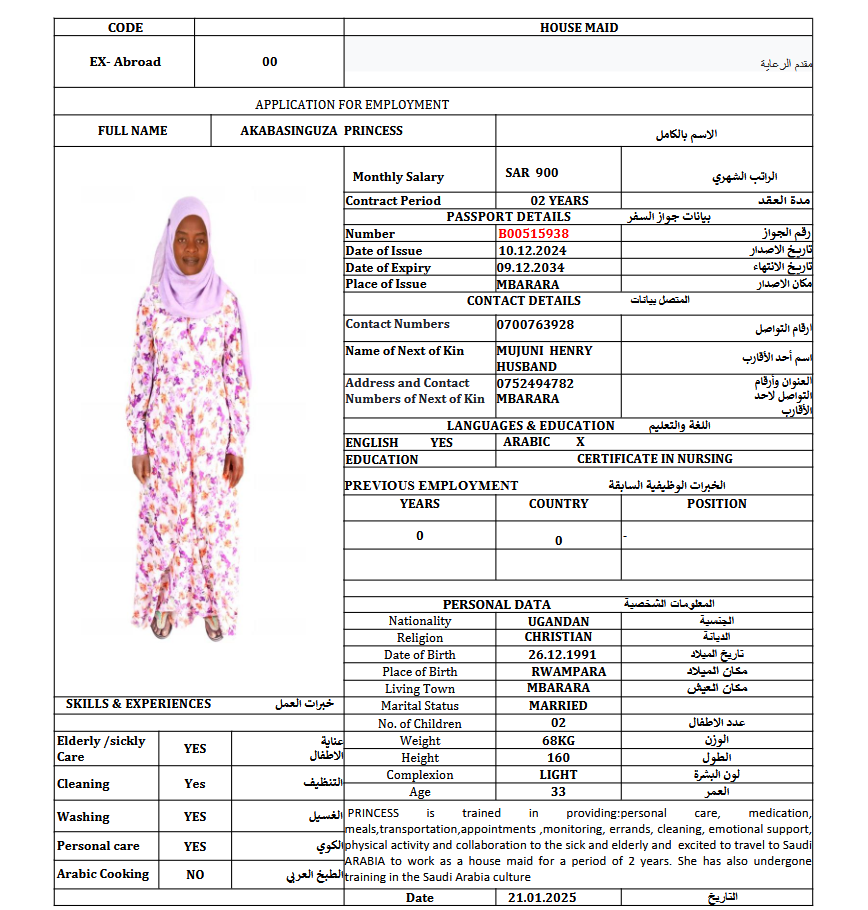 CODE HOUSE MAID
EX- Abroad 00 مقدم الرعاية
APPLICATION FOR EMPLOYMENT
FULL NAME AKABASINGUZA PRINCESS الاسم بالكامل
Monthly Salary SAR 900 الراتب الشهري
Contract Period 02 YEARS مدة العقد
PASSPORT DETAILS بيانات جواز السفر
Number B00515938 رقم الجواز
Date of Issue 10.12.2024 تاريخ الاصدار
Date of Expiry 09.12.2034 تاريخ الانتهاء
Place of Issue MBARARA مكان الاصدار
CONTACT DETAILS المتصل بيانات
Contact Numbers 0700763928 ارقام التواصل
Name of Next of Kin MUJUNI HENRY اسم أحد الأقارب
HUSBAND
Address and Contact 0752494782 العنوان وأرقام
Numbers of Next of Kin MBARARA التواصل لاحد
الأقارب
LANGUAGES & EDUCATION اللغة والتعليم
ENGLISH YES ARABIC X
EDUCATION CERTIFICATE IN NURSING
PREVIOUS EMPLOYMENT الخبرات الوظيفية السابقة
YEARS COUNTRY POSITION
0 0 -
PERSONAL DATA المعلومات الشخصية
Nationality UGANDAN الجنسية
Religion CHRISTIAN الديانة
Date of Birth 26.12.1991 تاريخ الميلاد
Place of Birth RWAMPARA مكان الميلاد
Living Town MBARARA مكان العيش
Marital Status MARRIED
No. of Children 02 عدد الاطفال
Weight 68KG الوزن
Height 160 الطول
Complexion LIGHT لون البشرة
Age 33 العمر
SKILLS & EXPERIENCES خبرات العمل
Elderly /sickly YES عناية
Care الاطفال
Cleaning Yes التنظيف
Washing YES الغسيل
Personal care YES الكوي
Arabic Cooking NO الطبخ العربي
PRINCESS is trained in providing:personal care, medication,
meals,transportation,appointments ,monitoring, errands, cleaning, emotional support,
physical activity and collaboration to the sick and elderly and excited to travel to Saudi
ARABIA to work as a house maid for a period of 2 years. She has also undergone
training in the Saudi Arabia culture
Date 21.01.2025 التاريخ